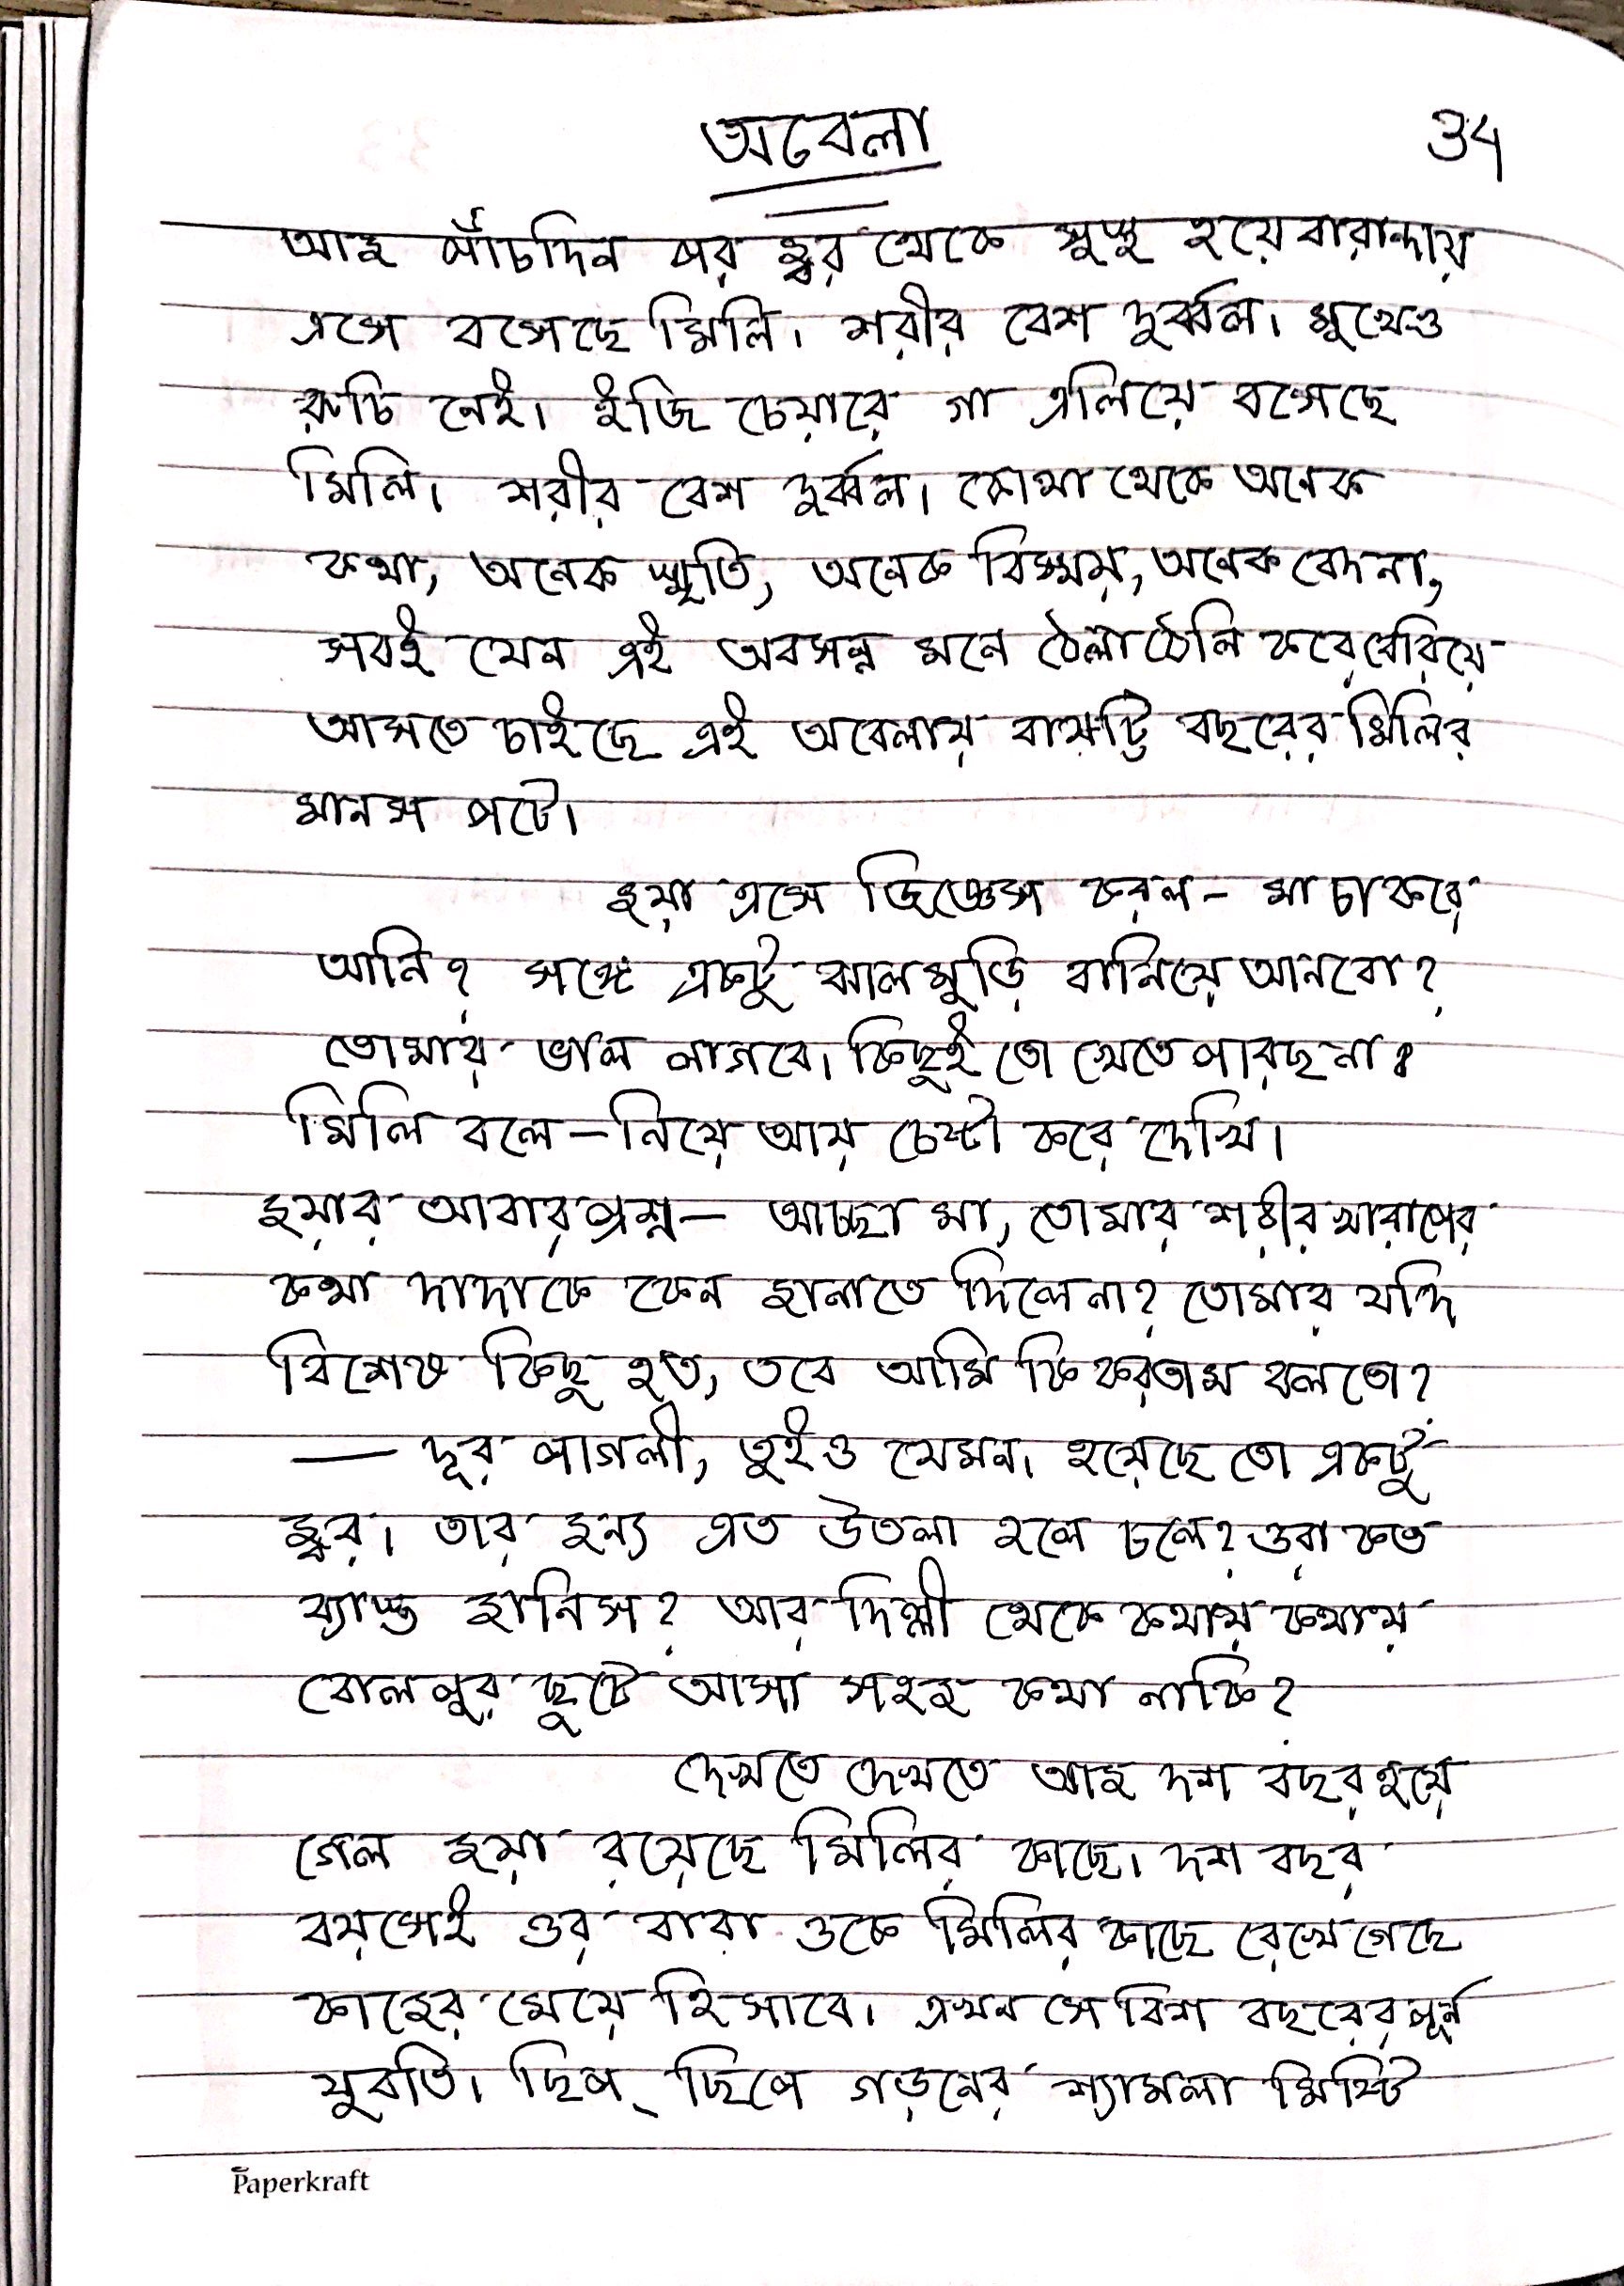 অবেলা
34
আজ পাঁচদিন পর জ্বর থেকে সুস্থ হয়ে বারান্দায়
এসে বসেছে মিলি। শরীর বেশ দুর্ব্বল। মুখেও
রুচি নেই। ইজি চেয়ারে গা এলিয়ে বসেছে
মিলি। শরীর বেশ দুর্ব্বল। কোথা থেকে অনেক
কথা, অনেক স্মৃতি, অনেক বিস্ময়, অনেক বেদনা,
সবই যেন এই অবসন্ন মনে ঠেলাঠেলি করে বেরিয়ে
আসতে চাইছে এই অবেলায় বাষট্টি বছরের মিলির
মানস পটে।
জয়া এসে জিজ্ঞেস করল - মা চা করে
আনি? সঙ্গে একটু ঝালমুড়ি বানিয়ে আনবো?
তোমার ভাল লাগবে। কিছুই তো খেতে পারছ না।
মিলি বলে - নিয়ে আয় চেষ্টা করে দেখি।
জয়ার আবার প্রশ্ন - আচ্ছা মা, তোমার শরীর খারাপের
কথা দাদাকে কেন জানাতে দিলে না? তোমার যদি
বিশেষ কিছু হত, তবে আমি কি করতাম বলতো?
— দূর পাগলী, তুইও যেমন। হয়েছে তো একটু
জ্বর। তার জন্য এত উতলা হলে চলে? ওরা কত
ব্যাস্ত জানিস? আর দিল্লী থেকে কথায় কথায়
বোলপুর ছুটে আসা সহজ কথা নাকি?
দেখতে দেখতে আজ দশ বছর হয়ে
গেল জয়া রয়েছে মিলির কাছে। দশ বছর
বয়সেই ওর বাবা ওকে মিলির কাছে রেখে গেছে
কাজের মেয়ে হিসাবে। এখন সে বিশ বছরের পূর্ন
যুবতি। ছিপ্ ছিপে গড়নের শ্যামলা মিষ্টি
Paperkraft